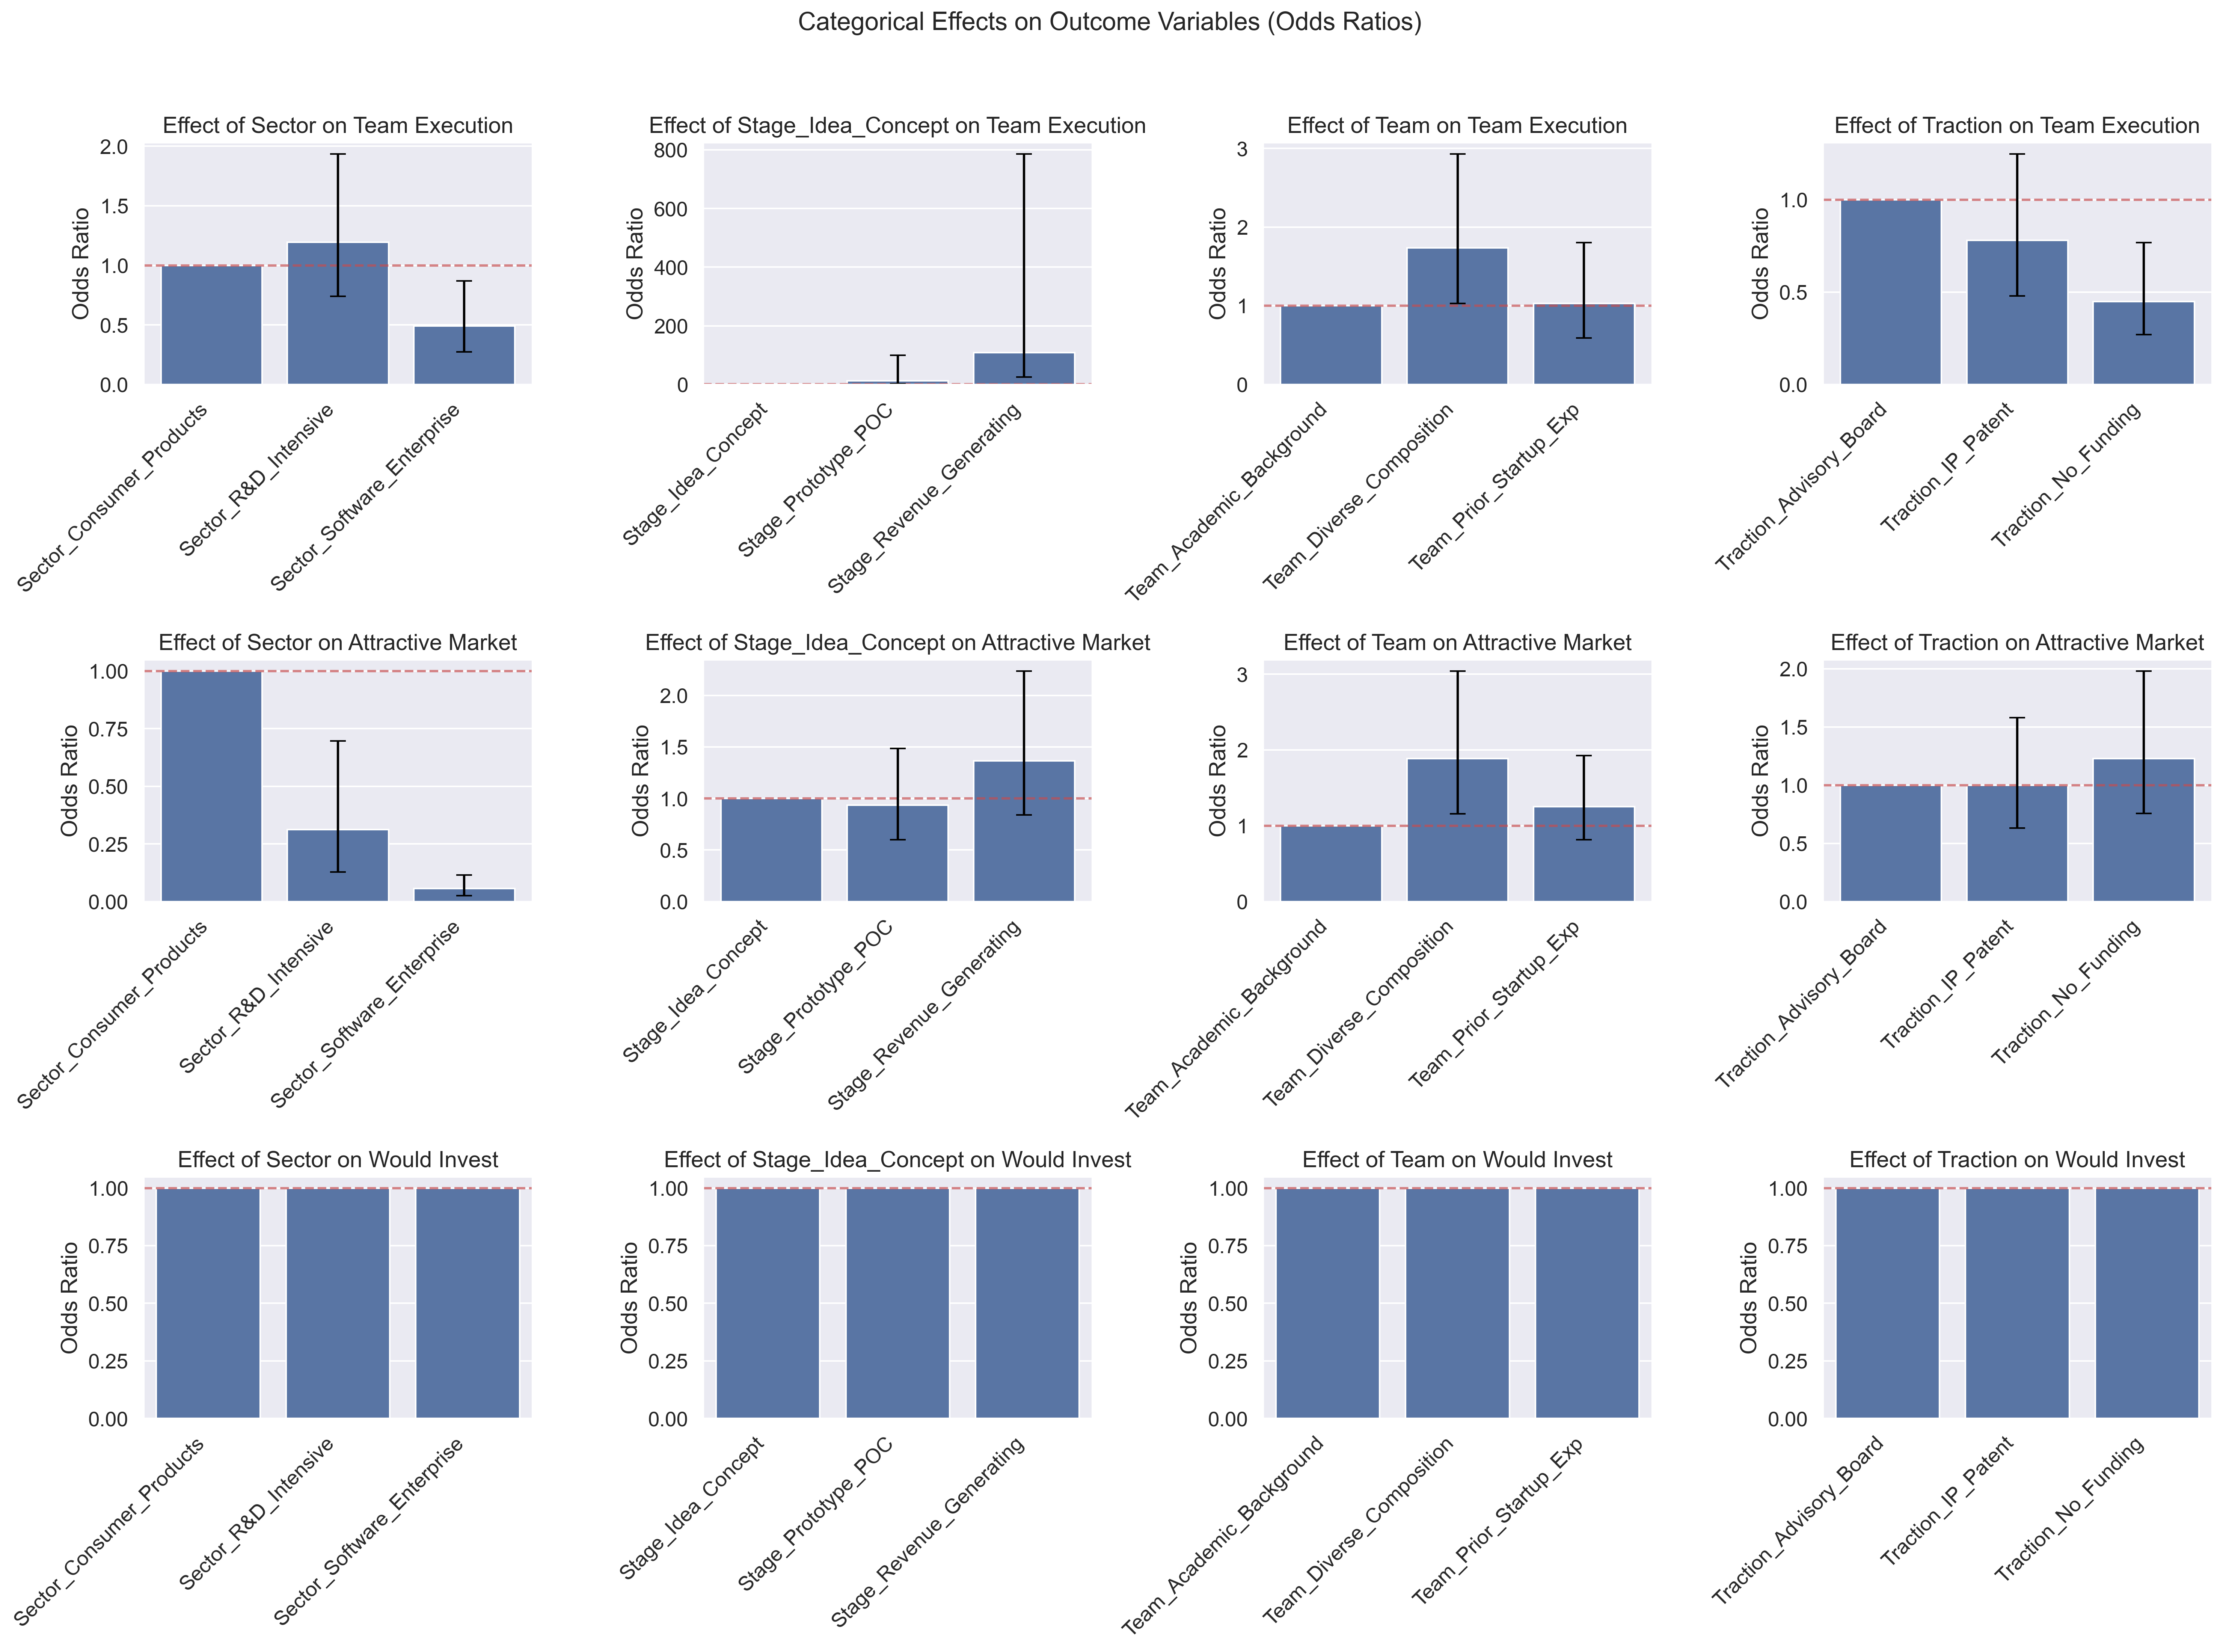 Categorical Effects on Outcome Variables (Odds Ratios)
Effect of Sector on Team Execution
Odds Ratio
2.0
1.5
1.0
0.5
0.0
Sector_Consumer_Products
Sector_R&D_Intensive
Sector_Software_Enterprise
Effect of Stage_Idea_Concept on Team Execution
Odds Ratio
800
600
400
200
0
Stage_Idea_Concept
Stage_Prototype_POC
Stage_Revenue_Generating
Effect of Team on Team Execution
Odds Ratio
3
2
1
0
Team_Academic_Background
Team_Diverse_Composition
Team_Prior_Startup_Exp
Effect of Traction on Team Execution
Odds Ratio
1.0
0.5
0.0
Traction_Advisory_Board
Traction_IP_Patent
Traction_No_Funding
Effect of Sector on Attractive Market
Odds Ratio
1.00
0.75
0.50
0.25
0.00
Sector_Consumer_Products
Sector_R&D_Intensive
Sector_Software_Enterprise
Effect of Stage_Idea_Concept on Attractive Market
Odds Ratio
2.0
1.5
1.0
0.5
0.0
Stage_Idea_Concept
Stage_Prototype_POC
Stage_Revenue_Generating
Effect of Team on Attractive Market
Odds Ratio
3
2
1
0
Team_Academic_Background
Team_Diverse_Composition
Team_Prior_Startup_Exp
Effect of Traction on Attractive Market
Odds Ratio
2.0
1.5
1.0
0.5
0.0
Traction_Advisory_Board
Traction_IP_Patent
Traction_No_Funding
Effect of Sector on Would Invest
Odds Ratio
1.00
0.75
0.50
0.25
0.00
Sector_Consumer_Products
Sector_R&D_Intensive
Sector_Software_Enterprise
Effect of Stage_Idea_Concept on Would Invest
Odds Ratio
1.00
0.75
0.50
0.25
0.00
Stage_Idea_Concept
Stage_Prototype_POC
Stage_Revenue_Generating
Effect of Team on Would Invest
Odds Ratio
1.00
0.75
0.50
0.25
0.00
Team_Academic_Background
Team_Diverse_Composition
Team_Prior_Startup_Exp
Effect of Traction on Would Invest
Odds Ratio
1.00
0.75
0.50
0.25
0.00
Traction_Advisory_Board
Traction_IP_Patent
Traction_No_Funding